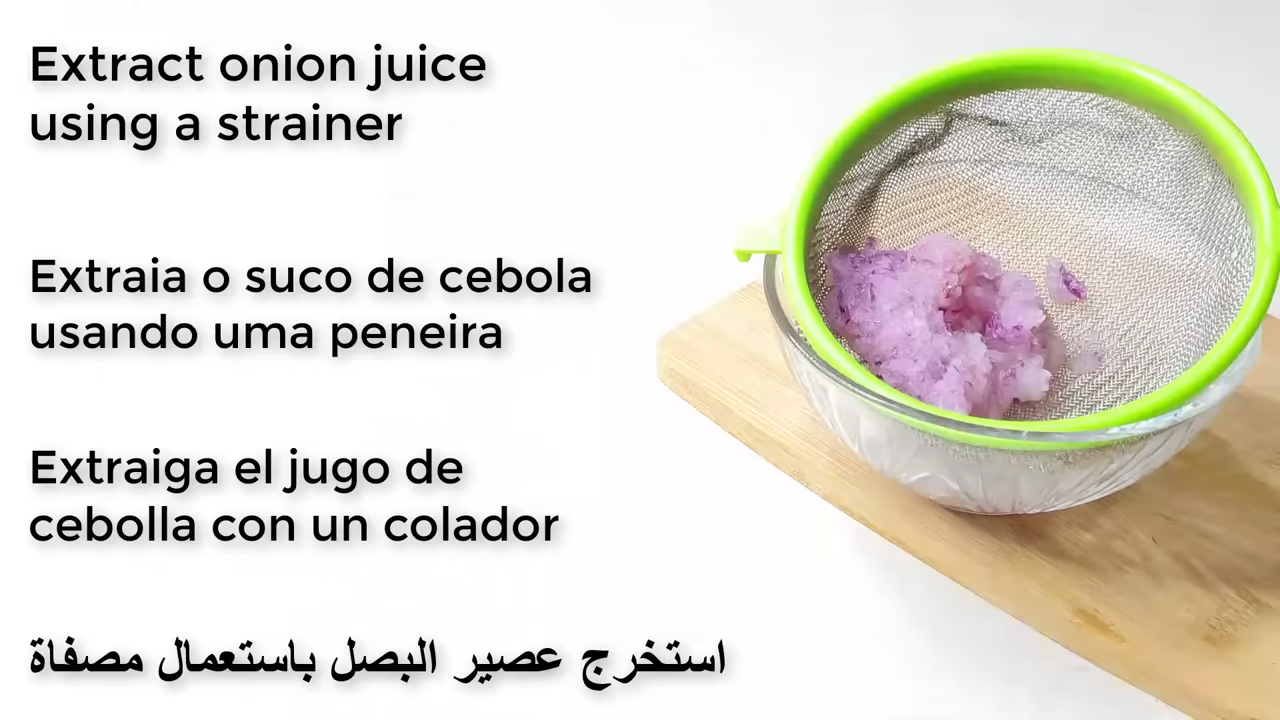 Extract onion juice
using a strainer
Extraia o suco de cebola
usando uma peneira
Extraiga el jugo de
cebolla con un colador
استخرج عصير البصل باستعمال مصفاة